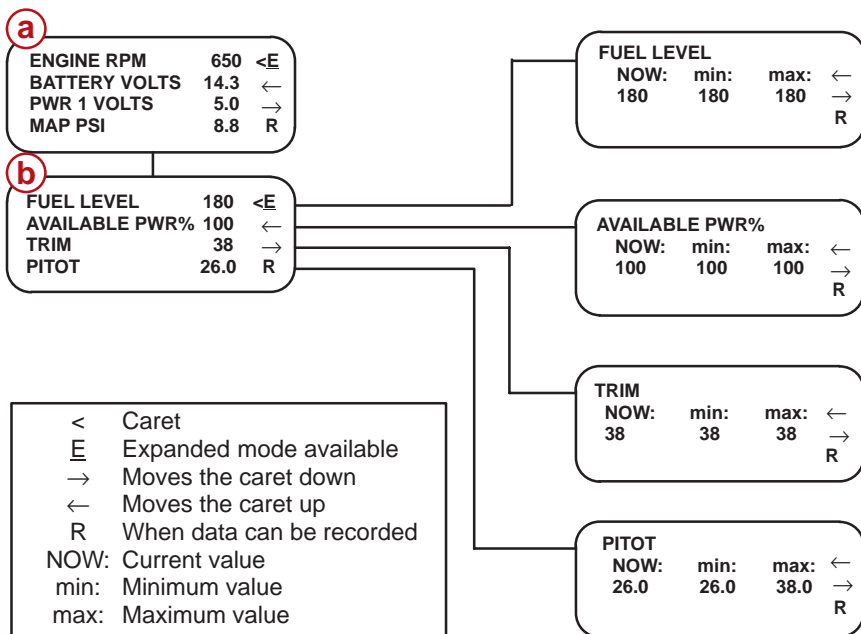 a
ENGINE RPM 650 <E
BATTERY VOLTS 14.3 ←
PWR 1 VOLTS 5.0 →
MAP PSI 8.8 R
b
FUEL LEVEL 180 <E
AVAILABLE PWR% 100 ←
TRIM 38 →
PITOT 26.0 R
FUEL LEVEL
NOW: min: max: ←
180 180 180 →
R
AVAILABLE PWR%
NOW: min: max: ←
100 100 100 →
R
TRIM
NOW: min: max: ←
38 38 38 →
R
PITOT
NOW: min: max: ←
26.0 26.0 38.0 →
R
< Caret
E Expanded mode available
→ Moves the caret down
← Moves the caret up
R When data can be recorded
NOW: Current value
min: Minimum value
max: Maximum value